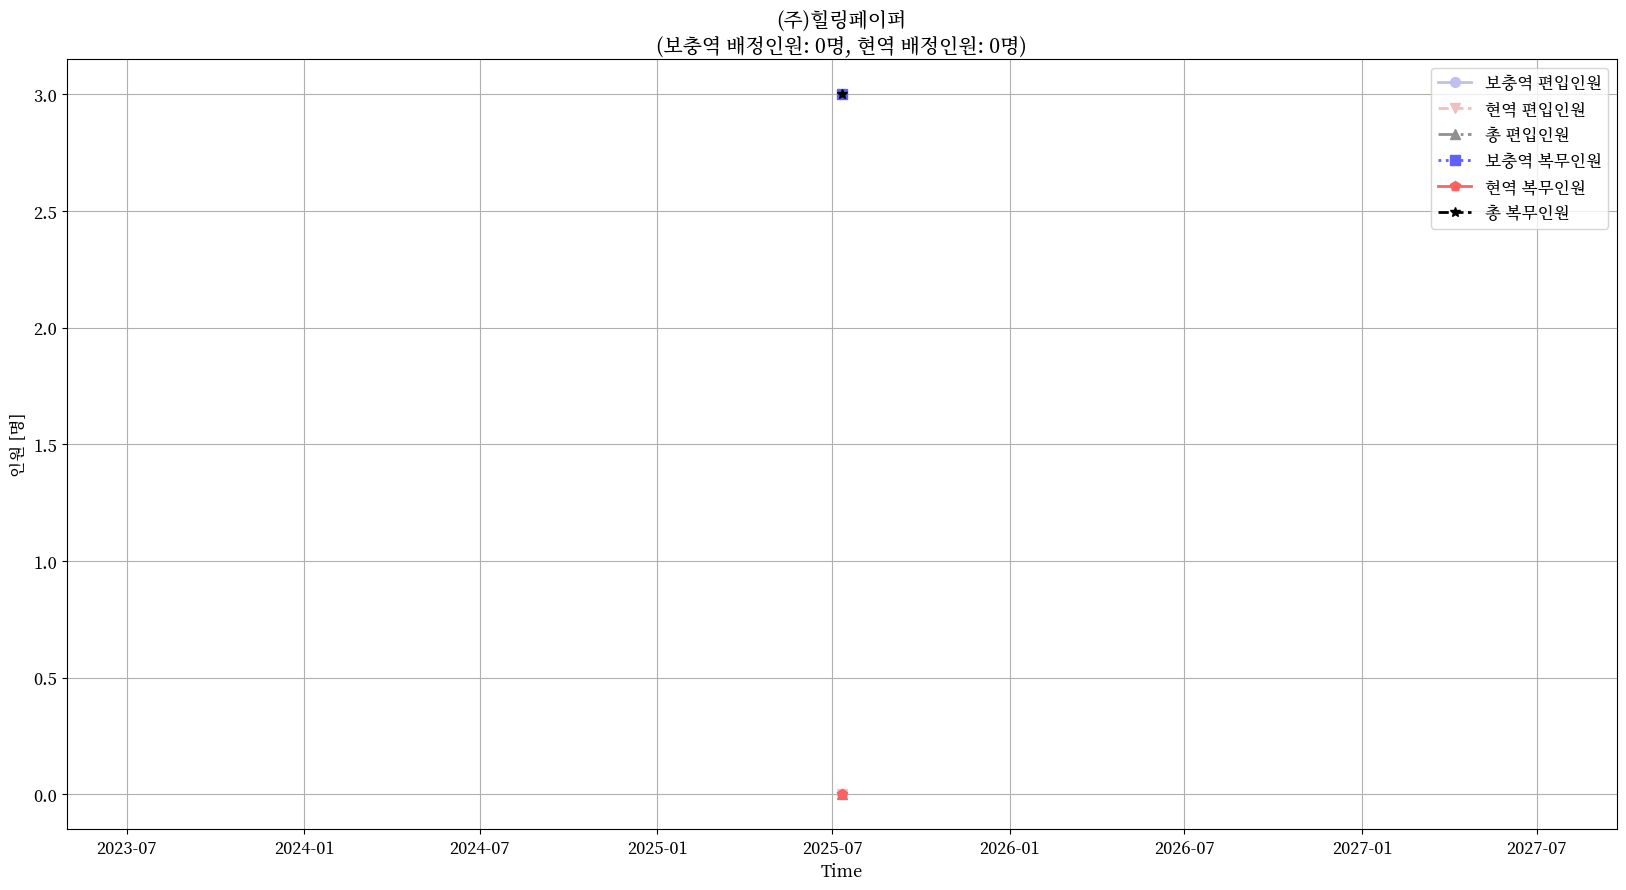 (주)힐링페이퍼
(보충역 배정인원: 0명, 현역 배정인원: 0명)
보충역 편입인원
현역 편입인원
총 편입인원
보충역 복무인원
현역 복무인원
총 복무인원
인원 [명]
3.0
2.5
2.0
1.5
1.0
0.5
0.0
2023-07 2024-01 2024-07 2025-01 2025-07 2026-01 2026-07 2027-01 2027-07
Time